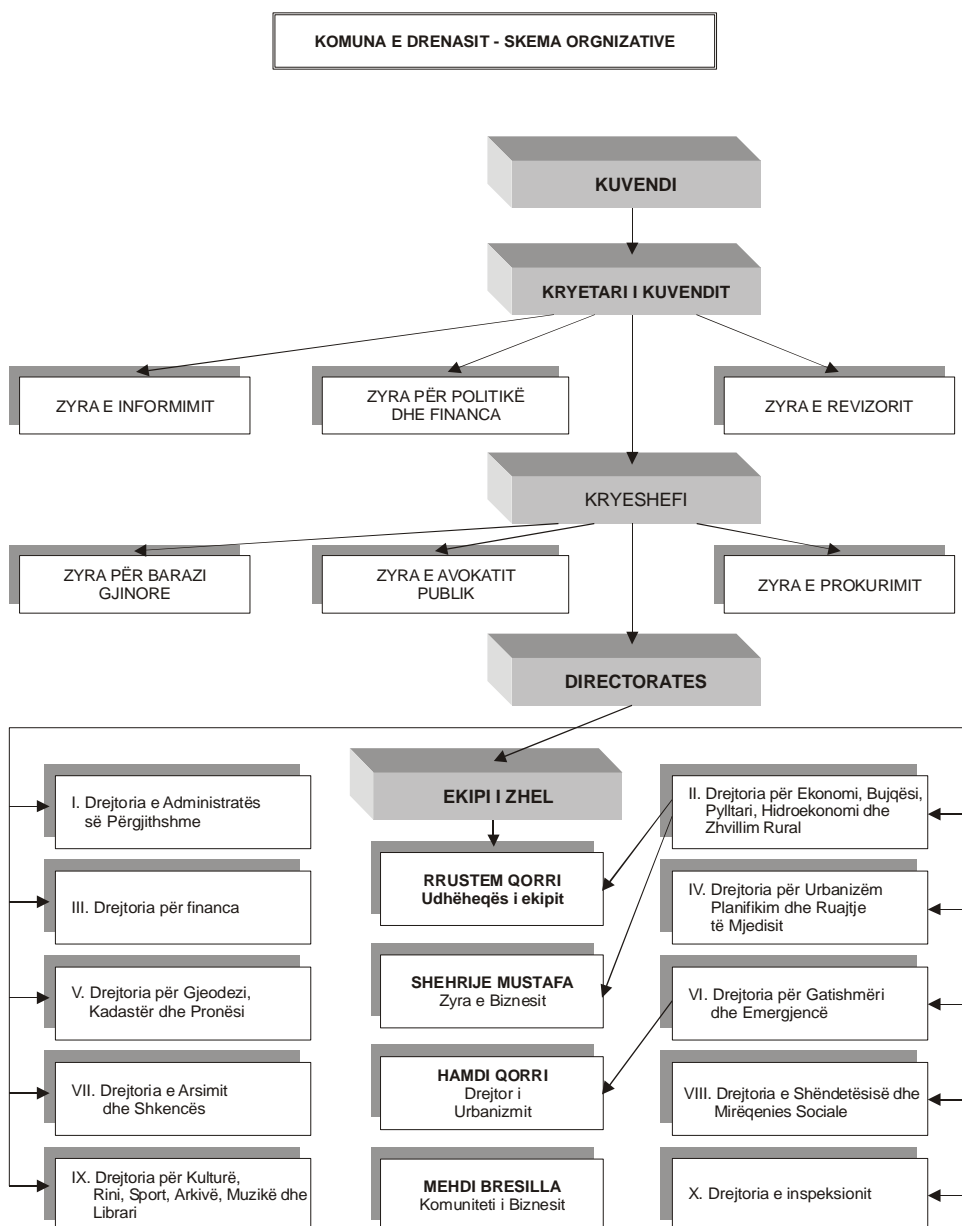 KOMUNA E DRENASIT - SKEMA ORGNIZATIVE
KUVENDI
KRYETARI I KUVENDIT
ZYRA E INFORMIMIT
ZYRA PËR POLITIKË
DHE FINANCA
ZYRA E REVIZORIT
KRYESHEFI
ZYRA PËR BARAZI
GJINORE
ZYRA E AVOKATIT
PUBLIK
ZYRA E PROKURIMIT
DIRECTORATES
EKIPI I ZHEL
I. Drejtoria e Administratës
së Përgjithshme
II. Drejtoria për Ekonomi, Bujqësi,
Pylltari, Hidroekonomi dhe
Zhvillim Rural
RRUSTEM QORRI
Udhëheqës i ekipit
III. Drejtoria për financa
IV. Drejtoria për Urbanizëm
Planifikim dhe Ruajtje
të Mjedisit
SHEHRIJE MUSTAFA
Zyra e Biznesit
V. Drejtoria për Gjeodezi,
Kadastër dhe Pronësi
VI. Drejtoria për Gatishmëri
dhe Emergjencë
HAMDI QORRI
Drejtor i
Urbanizmit
VII. Drejtoria e Arsimit
dhe Shkencës
VIII. Drejtoria e Shëndetësisë dhe
Mirëqenies Sociale
IX. Drejtoria për Kulturë,
Rini, Sport, Arkivë, Muzikë dhe
Librari
MEHDI BRESILLA
Komuniteti i Biznesit
X. Drejtoria e inspeksionit